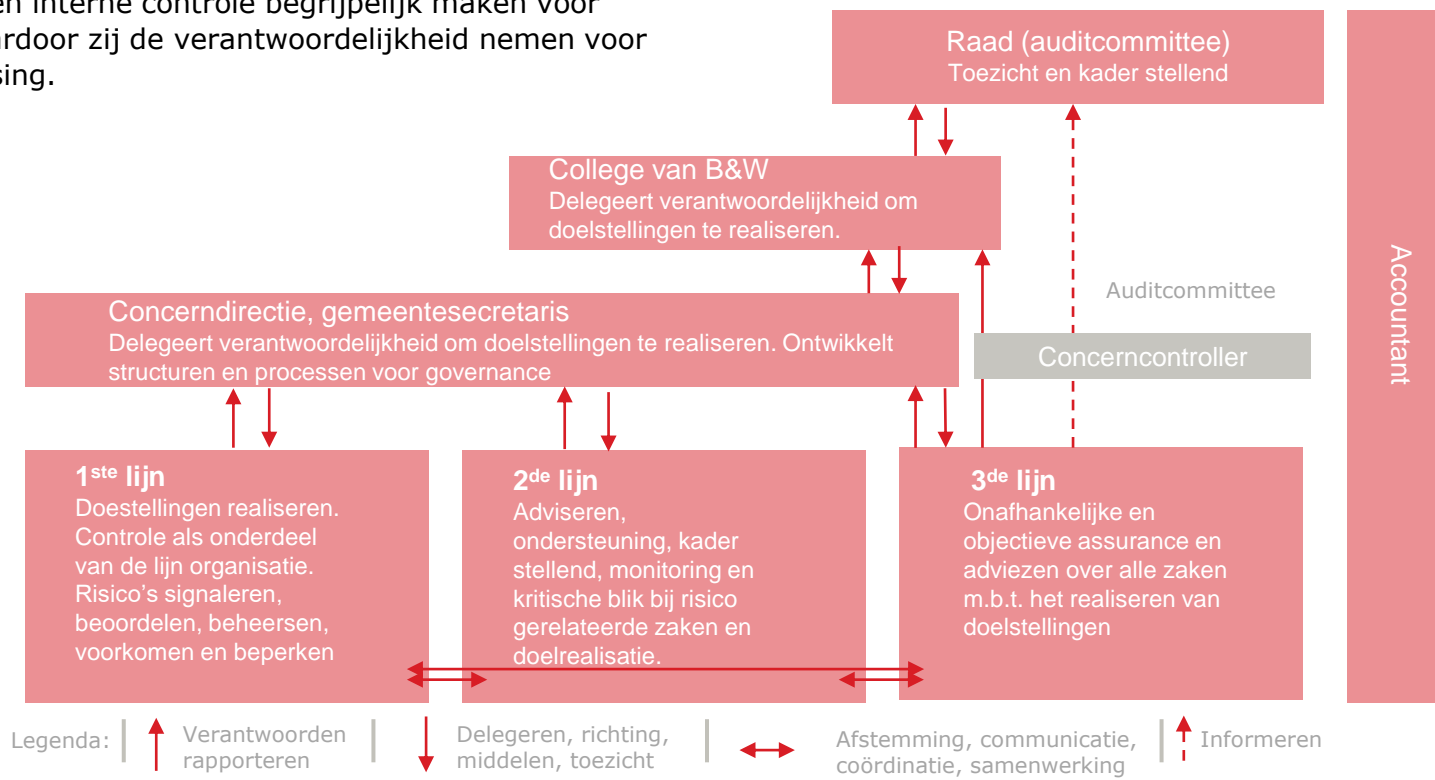 en interne controle begrijpelijk maken voor
ardoor zij de verantwoordelijkheid nemen voor
sing.
Raad (auditcommittee)
Toezicht en kader stellend
College van B&W
Delegeert verantwoordelijkheid om
doelstellingen te realiseren.
Auditcommittee
Concerndirectie, gemeentesecretaris
Delegeert verantwoordelijkheid om doelstellingen te realiseren. Ontwikkelt
structuren en processen voor governance
Concerncontroller
Accountant
1ste lijn
Doestellingen realiseren.
Controle als onderdeel
van de lijn organisatie.
Risico’s signaleren,
beoordelen, beheersen,
voorkomen en beperken
2de lijn
Adviseren,
ondersteuning, kader
stellend, monitoring en
kritische blik bij risico
gerelateerde zaken en
doelrealisatie.
3de lijn
Onafhankelijke en
objectieve assurance en
adviezen over alle zaken
m.b.t. het realiseren van
doelstellingen
Legenda:
Verantwoorden
rapporteren
Delegeren, richting,
middelen, toezicht
Afstemming, communicatie,
coördinatie, samenwerking
Informeren